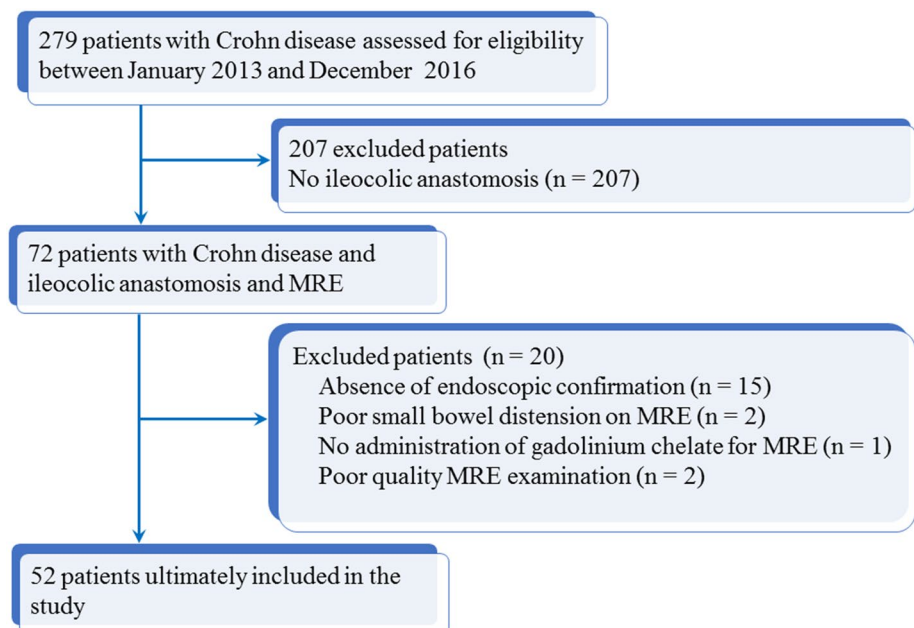 279 patients with Crohn disease assessed for eligibility
between January 2013 and December 2016
207 excluded patients
No ileocolic anastomosis (n = 207)
72 patients with Crohn disease and
ileocolic anastomosis and MRE
Excluded patients (n = 20)
Absence of endoscopic confirmation (n = 15)
Poor small bowel distension on MRE (n = 2)
No administration of gadolinium chelate for MRE (n = 1)
Poor quality MRE examination (n = 2)
52 patients ultimately included in the
study